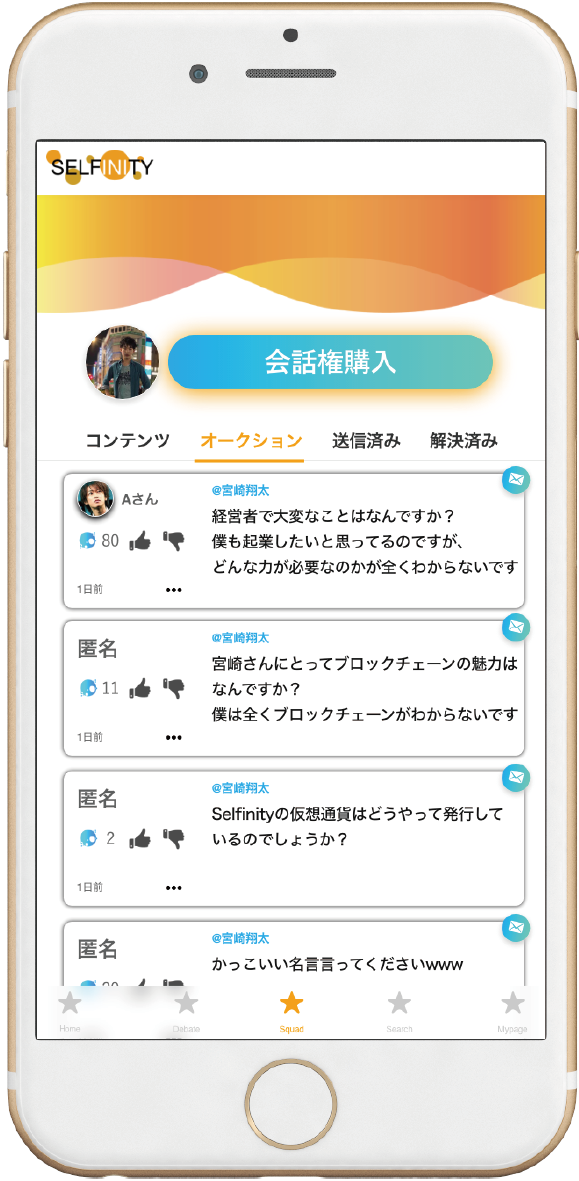 SELFINITY
会話権購入
コンテンツ
オークション
送信済み
解決済み
Aさん
80
1日前
@宮崎翔太
経営者で大変なことはなんですか？
僕も起業したいと思ってるのですが、
どんな力が必要なのかが全くわからないです
匿名
11
1日前
@宮崎翔太
宮崎さんにとってブロックチェーンの魅力は
なんですか？
僕は全くブロックチェーンがわからないです
匿名
2
1日前
@宮崎翔太
Selfinityの仮想通貨はどうやって発行して
いるのでしょうか？
匿名
@宮崎翔太
かっこいい名言言ってくださいwww
Home
Debate
Squad
Search
Mypage